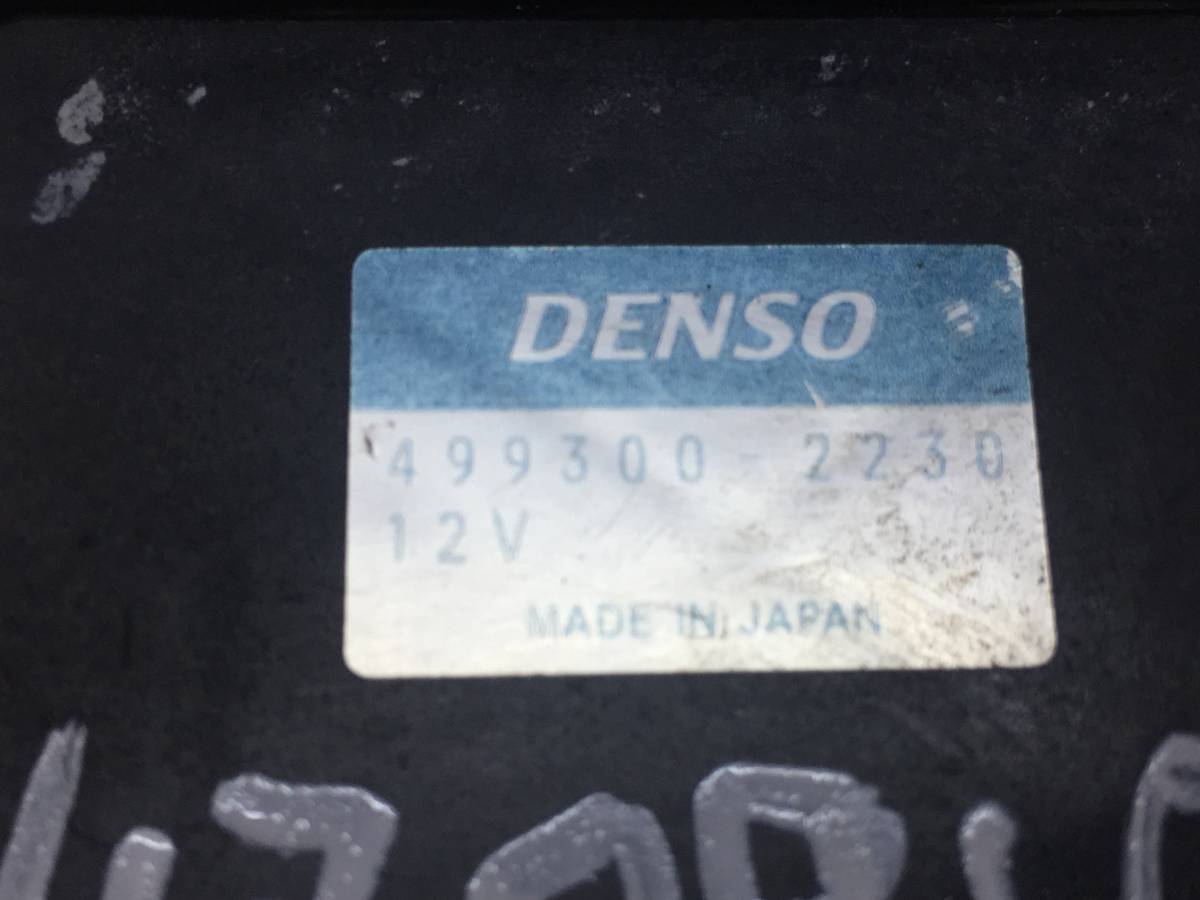 DENSO
499300-2230
12V
MADE IN JAPAN